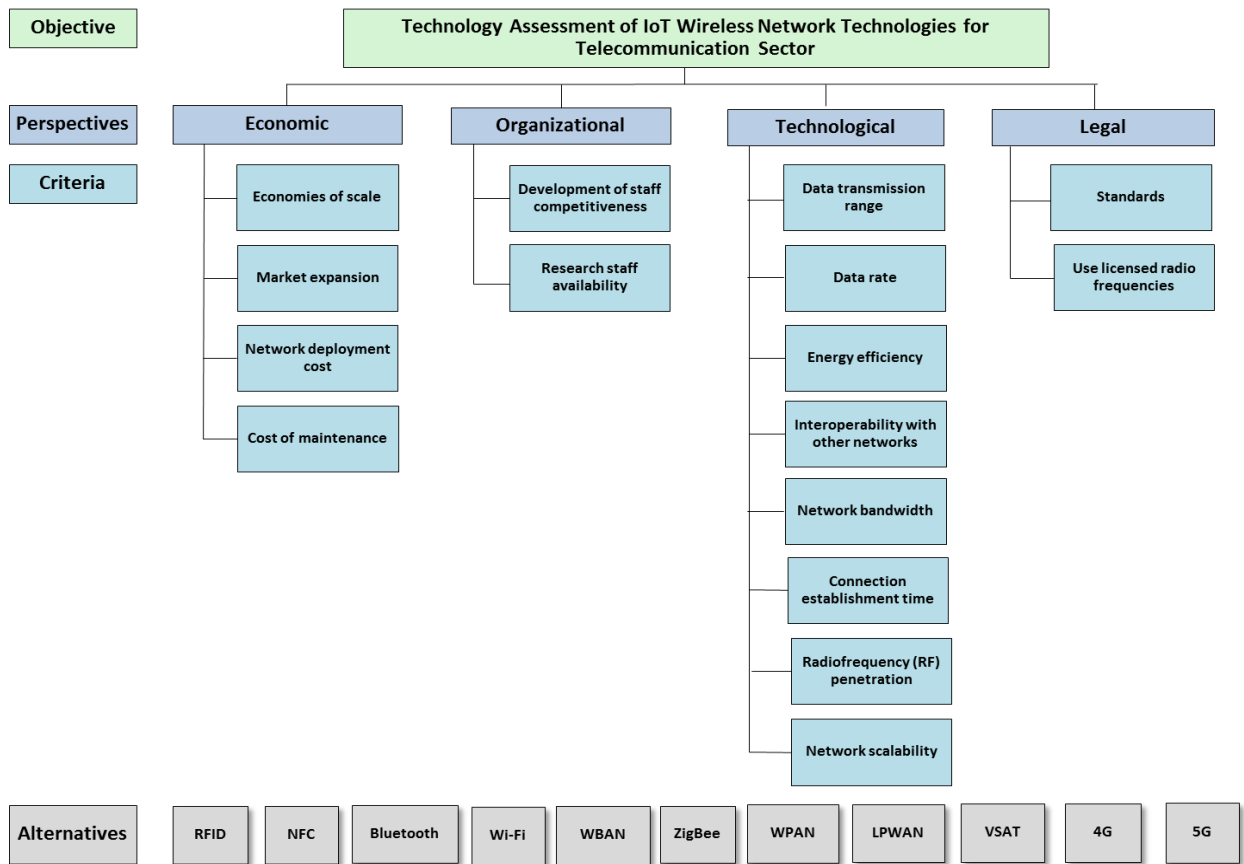 Objective
Technology Assessment of IoT Wireless Network Technologies for
Telecommunication Sector
Perspectives
Economic
Organizational
Technological
Legal
Criteria
Economies of scale
Market expansion
Network deployment
cost
Cost of maintenance
Development of staff
competitiveness
Research staff
availability
Data transmission
range
Data rate
Energy efficiency
Interoperability with
other networks
Network bandwidth
Connection
establishment time
Radiofrequency (RF)
penetration
Network scalability
Standards
Use licensed radio
frequencies
Alternatives
RFID
NFC
Bluetooth
Wi-Fi
WBAN
ZigBee
WPAN
LPWAN
VSAT
4G
5G